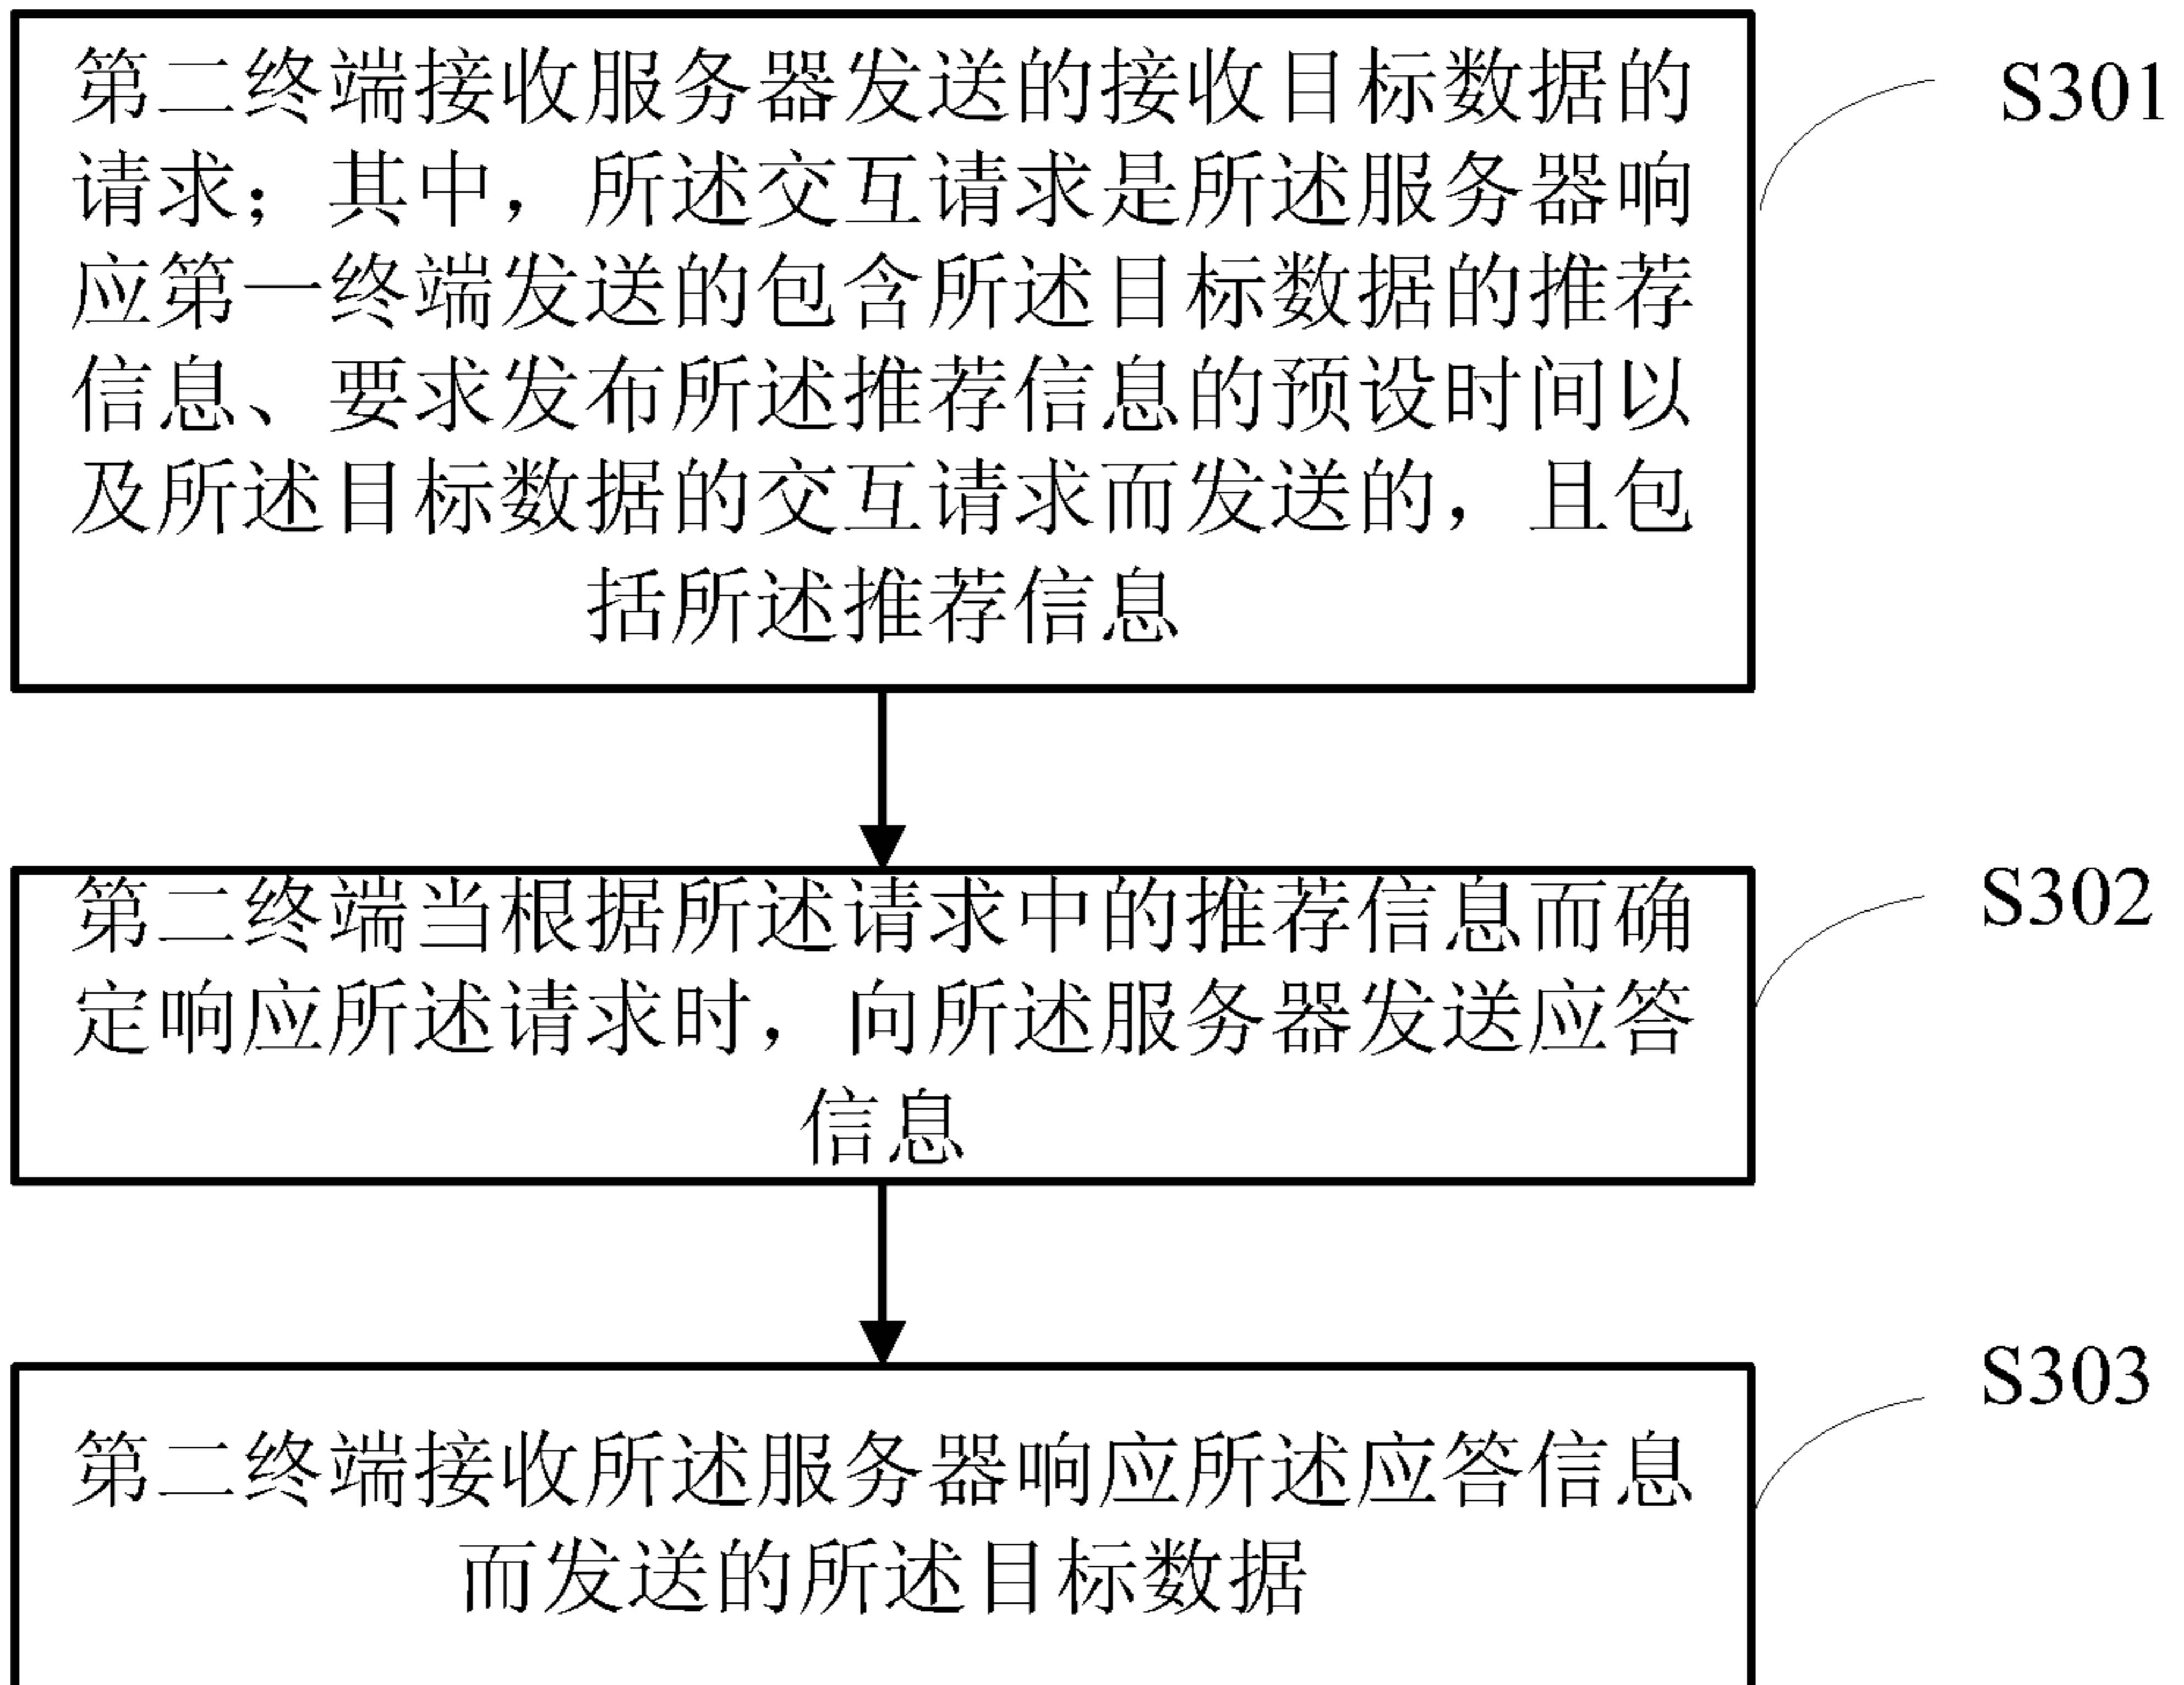 第二终端接收服务器发送的接收目标数据的
请求；其中，所述交互请求是所述服务器响
应第一终端发送的包含所述目标数据的推荐
信息、要求发布所述推荐信息的预设时间以
及所述目标数据的交互请求而发送的，且包
括所述推荐信息
S301
第二终端当根据所述请求中的推荐信息而确
定响应所述请求时，向所述服务器发送应答
信息
S302
第二终端接收所述服务器响应所述应答信息
而发送的所述目标数据
S303